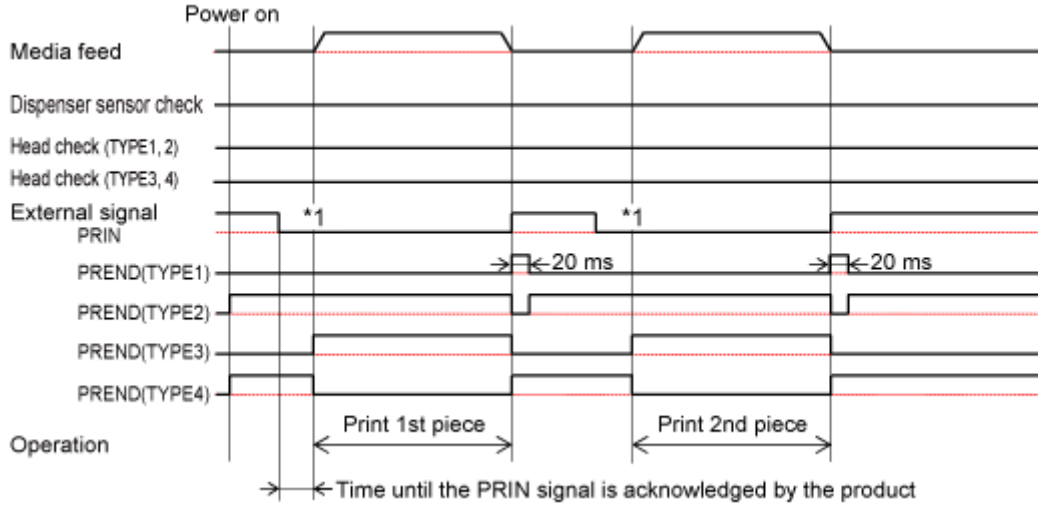 Power on
Media feed
Dispenser sensor check
Head check (TYPE1, 2)
Head check (TYPE3, 4)
External signal
*1 *1
PRIN
20 ms 20 ms
PREND(TYPE1)
PREND(TYPE2)
PREND(TYPE3)
PREND(TYPE4)
Print 1st piece Print 2nd piece
Operation
Time until the PRIN signal is acknowledged by the product